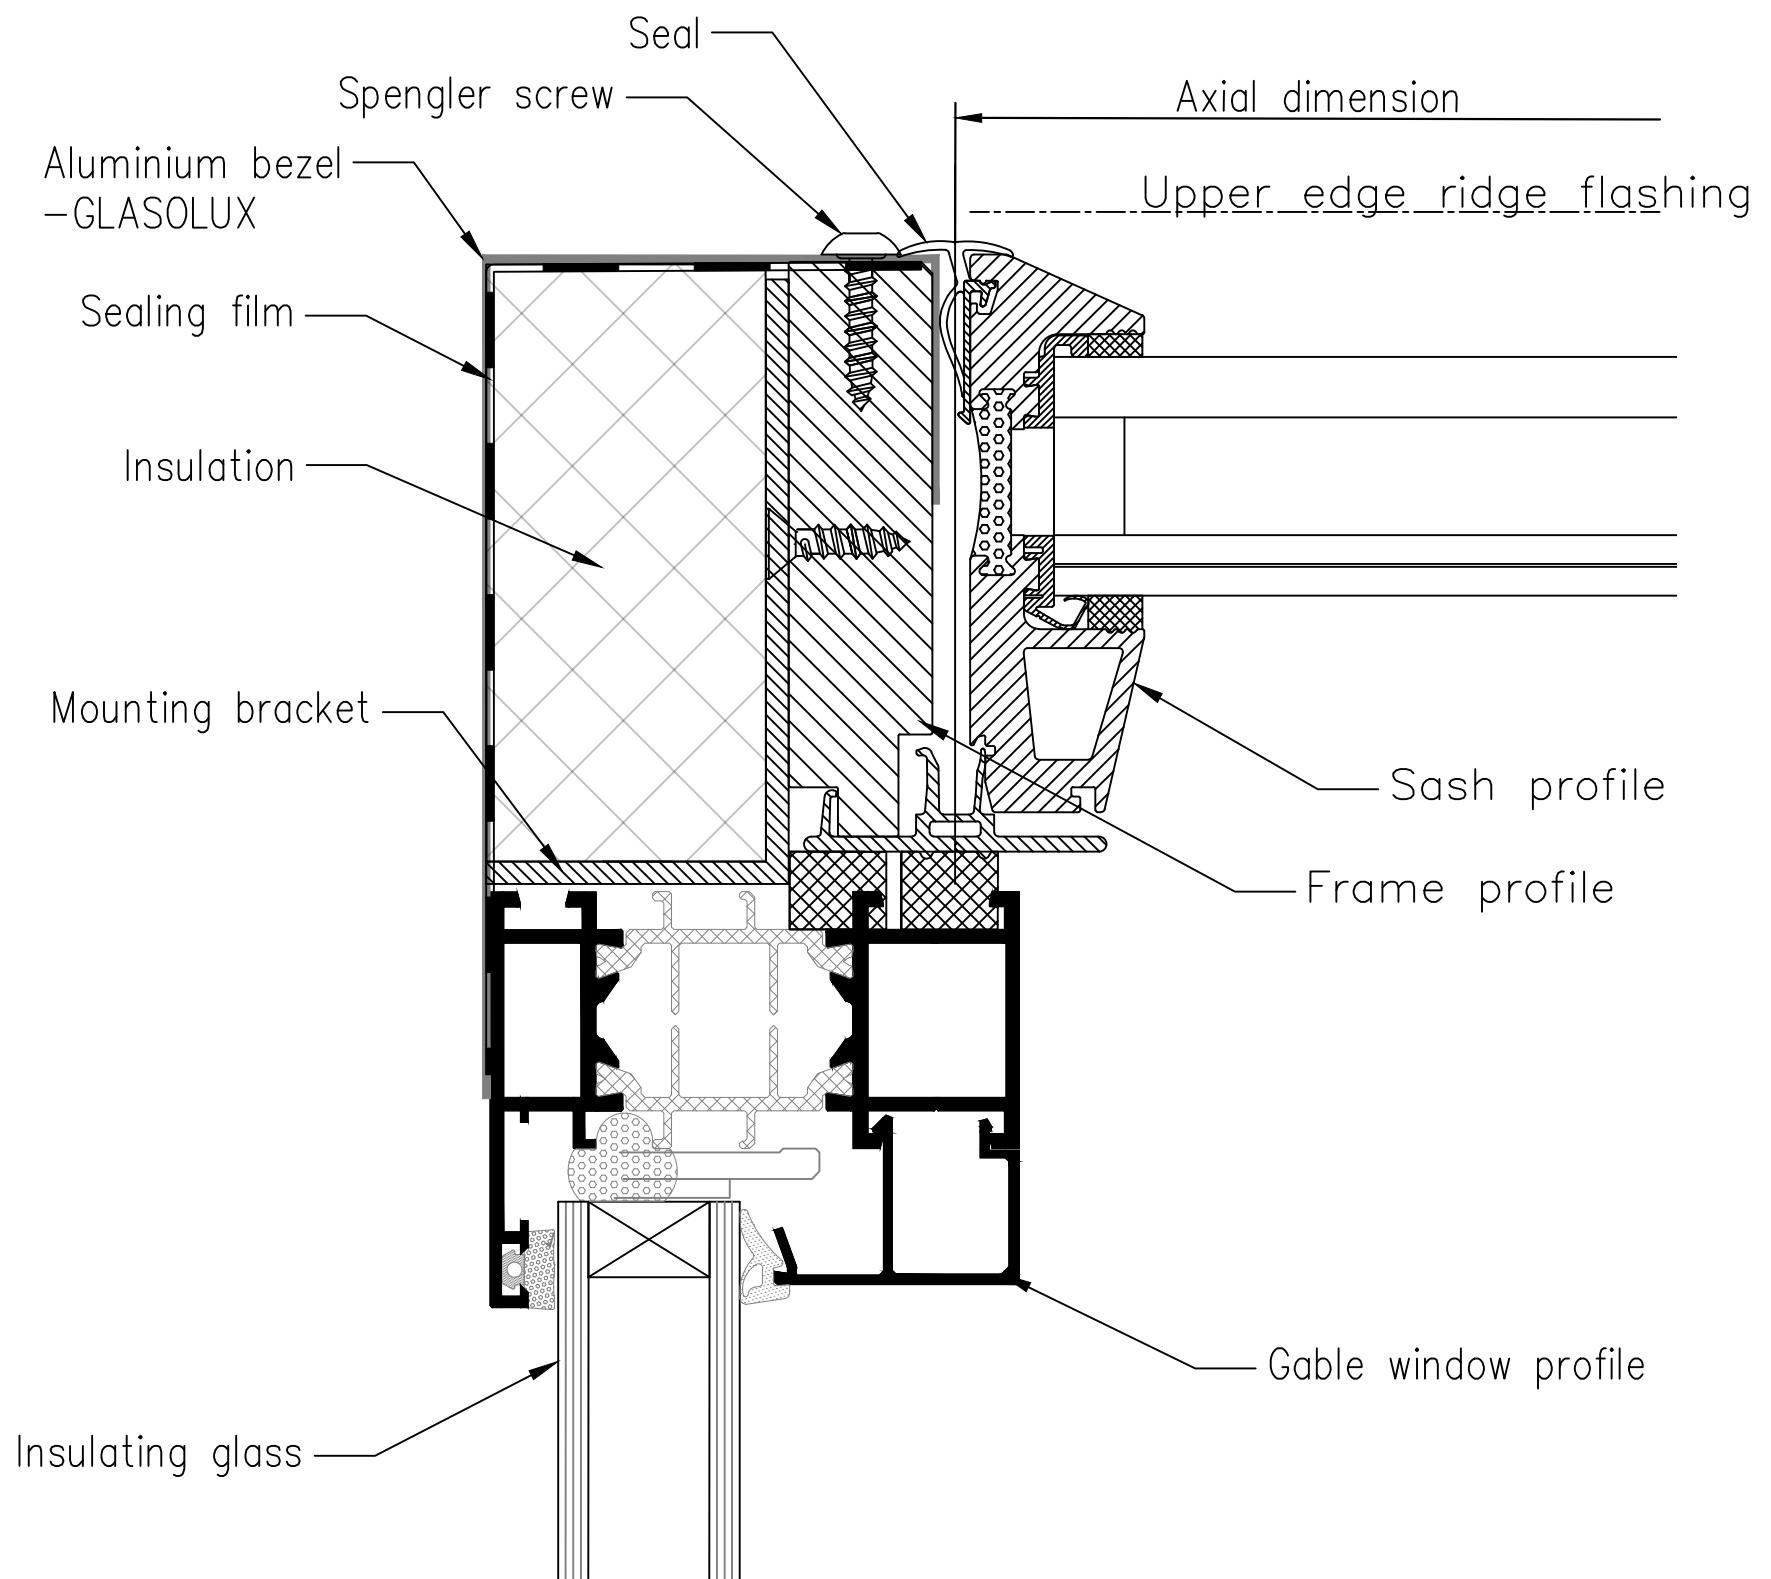 Seal
Spengler screw
Axial dimension
Aluminium bezel
-GLASOLUX
Upper edge ridge flashing
Sealing film
Insulation
Mounting bracket
Sash profile
Frame profile
Gable window profile
Insulating glass